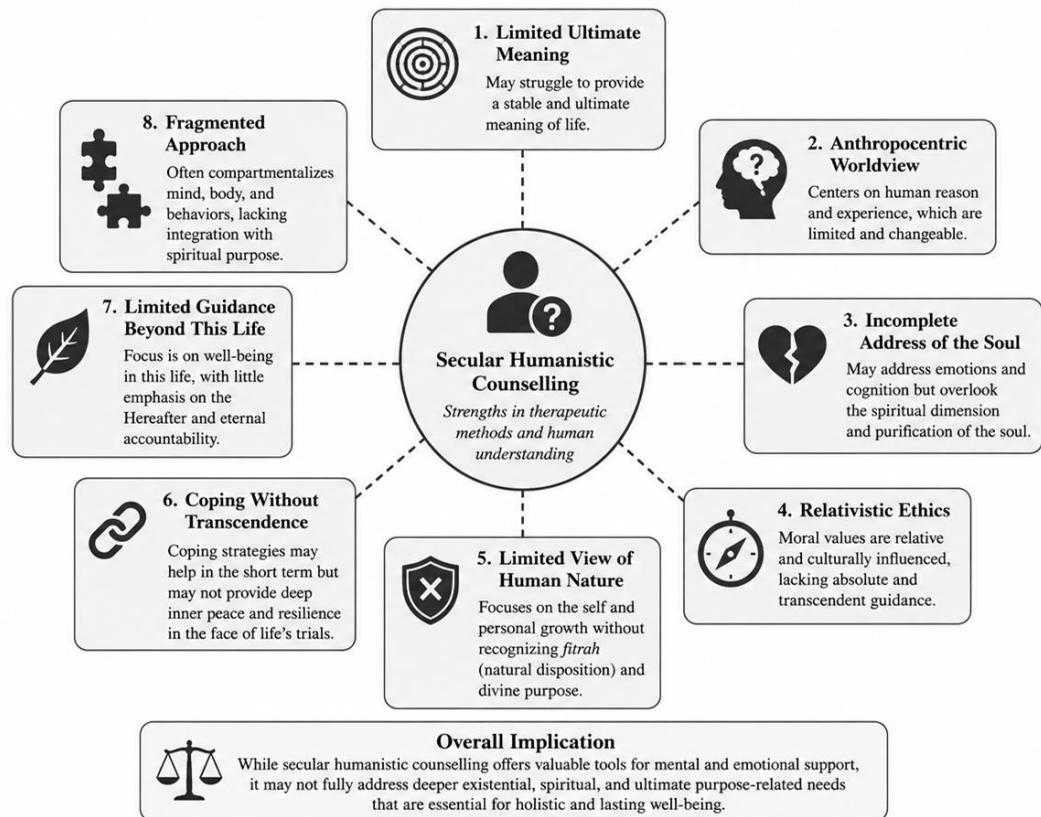 1. Limited Ultimate
Meaning
May struggle to provide
a stable and ultimate
meaning of life.
2. Anthropocentric
Worldview
Centers on human reason
and experience, which are
limited and changeable.
3. Incomplete
Address of the Soul
May address emotions and
cognition but overlook
the spiritual dimension
and purification of the soul.
4. Relativistic Ethics
Moral values are relative
and culturally influenced,
lacking absolute and
transcendent guidance.
5. Limited View of
Human Nature
Focuses on the self and
personal growth without
recognizing fitrah
(natural disposition) and
divine purpose.
6. Coping Without
Transcendence
Coping strategies may
help in the short term but
may not provide deep
inner peace and resilience
in the face of life's trials.
7. Limited Guidance
Beyond This Life
Focus is on well-being
in this life, with little
emphasis on the
Hereafter and eternal
accountability.
8. Fragmented
Approach
Often compartmentalizes
mind, body, and
behaviors, lacking
integration with
spiritual purpose.
?
?
Secular Humanistic
Counselling
Strengths in therapeutic
methods and human
understanding
Overall Implication
While secular humanistic counselling offers valuable tools for mental and emotional support,
it may not fully address deeper existential, spiritual, and ultimate purpose-related needs
that are essential for holistic and lasting well-being.